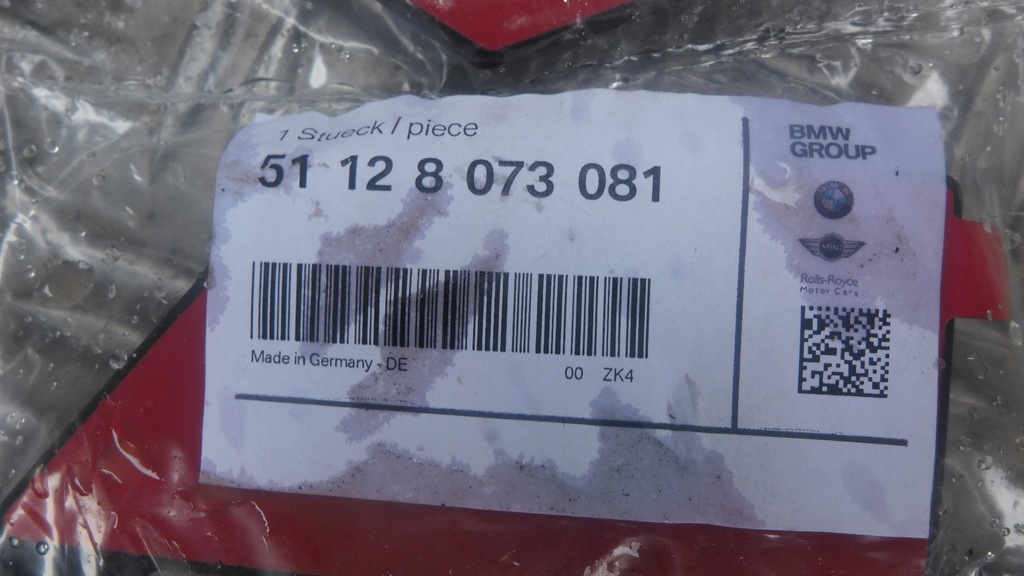 1 Stueck / piece
51 12 8 073 081
Made in Germany - DE
00 ZK4
BMW
GROUP
MINI
Rolls-Royce
Motor Cars